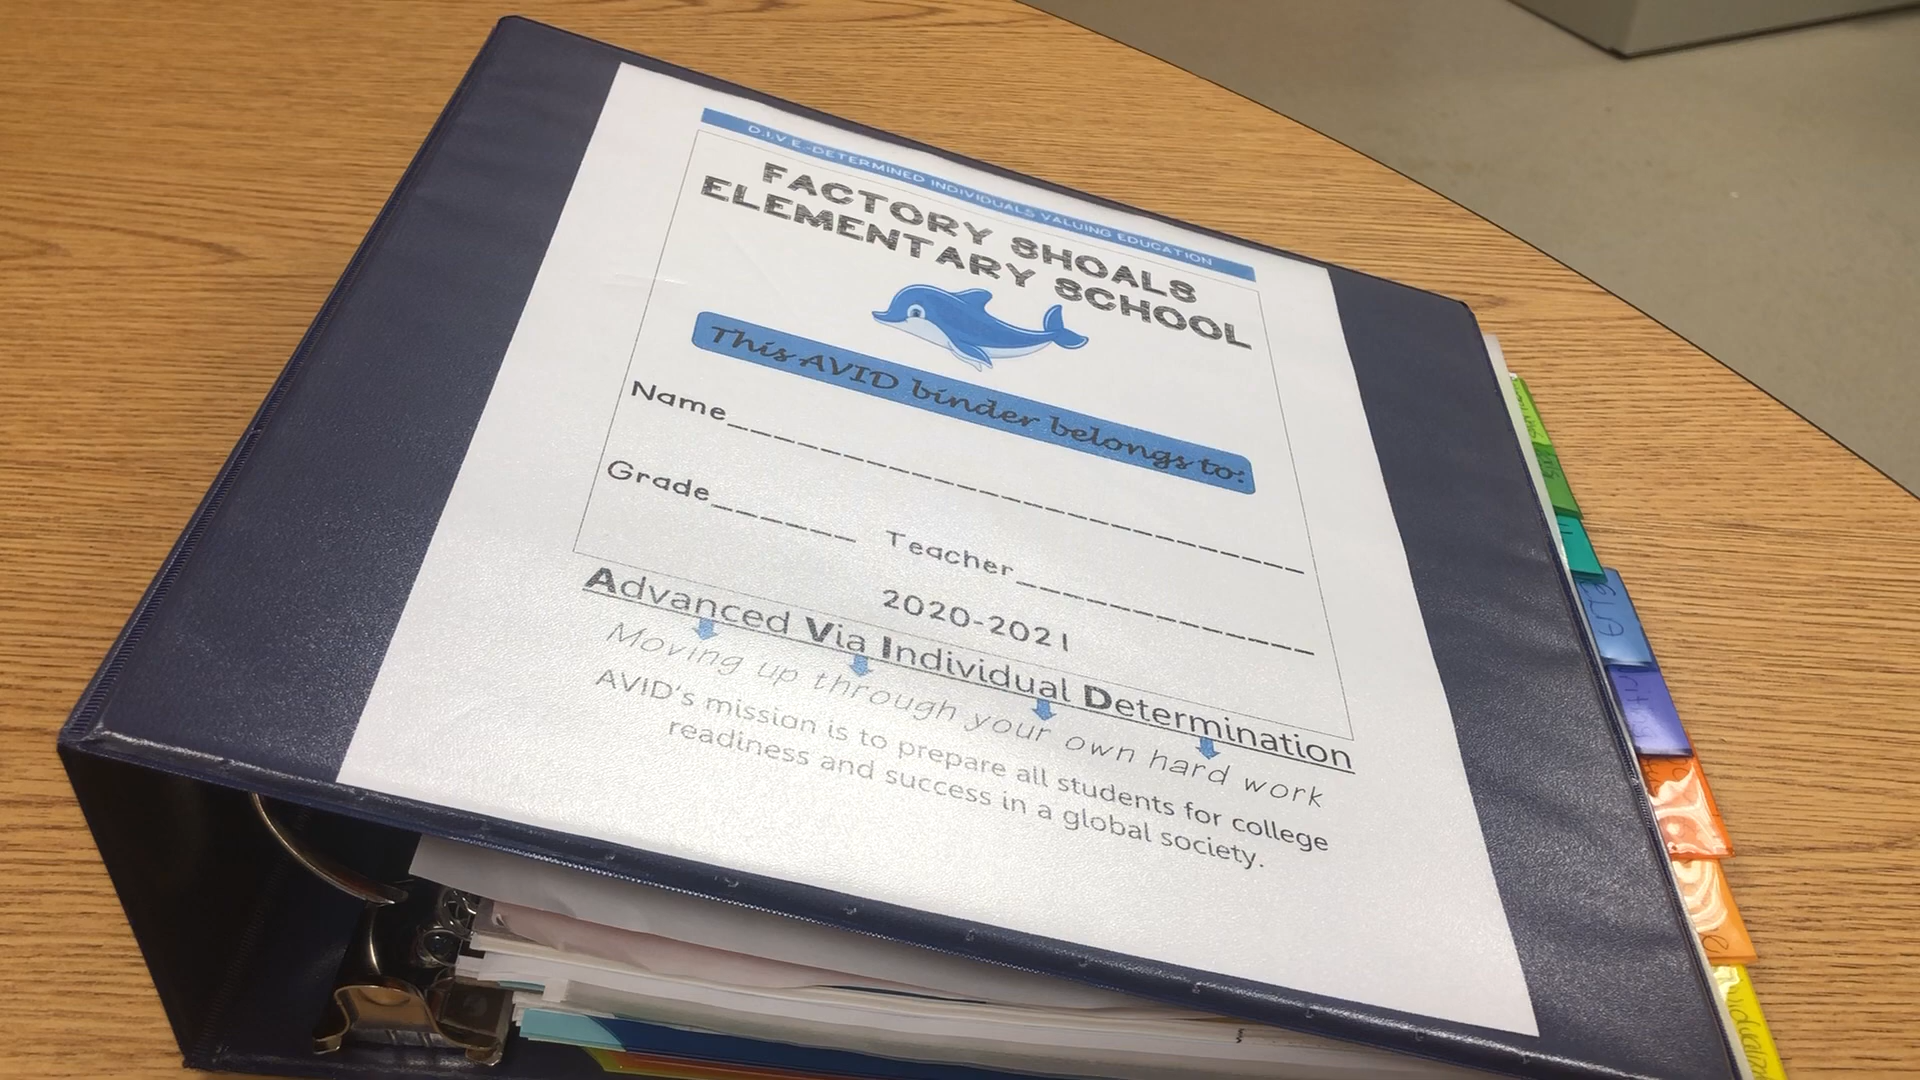 D.I.V.E.-DETERMINED INDIVIDUALS VALUING EDUCATION
FACTORY SHOALS
ELEMENTARY SCHOOL
This AVID binder belongs to:
Name
Grade Teacher
2020-2021
Advanced Via Individual Determination
Moving up through your own hard work
AVID's mission is to prepare all students for college
readiness and success in a global society.
ELA